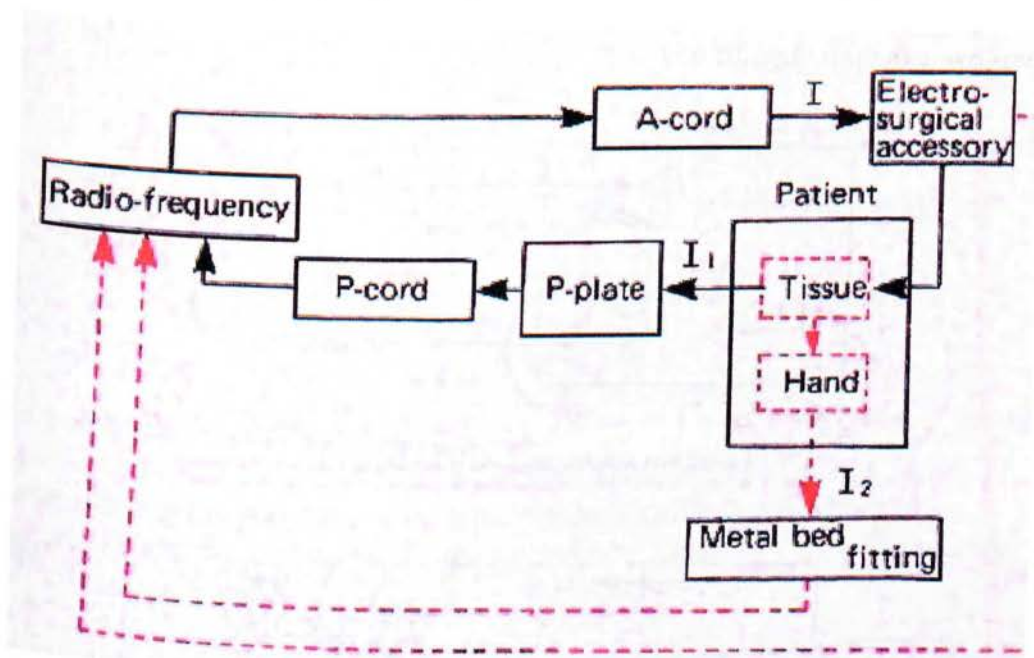 A-cord
I
Electro-
surgical
accessory
Radio-frequency
Patient
P-cord
P-plate
I₁
Tissue
Hand
I₂
Metal bed
fitting